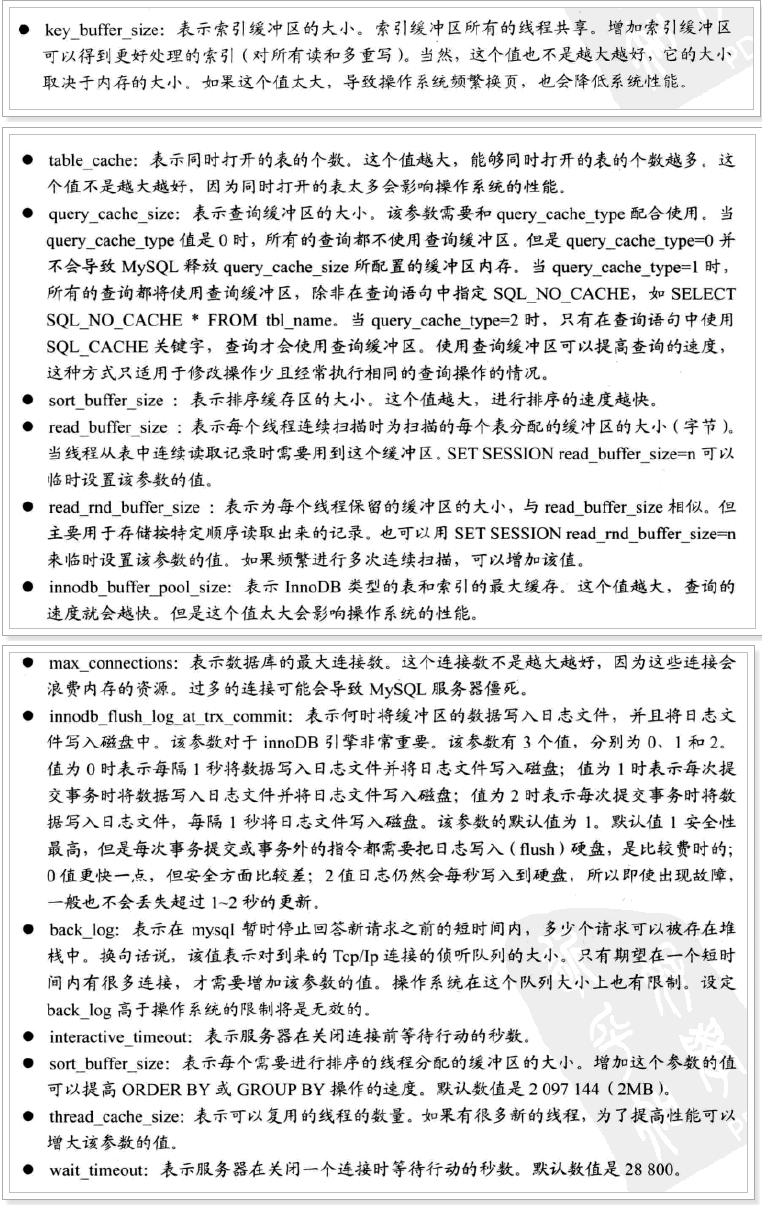 ● key_buffer_size：表示索引缓冲区的大小。索引缓冲区所有的线程共享。增加索引缓冲区
可以得到更好处理的索引（对所有读和多重写）。当然，这个值也不是越大越好，它的大小
取决于内存的大小。如果这个值太大，导致操作系统频繁换页，也会降低系统性能。
● table_cache：表示同时打开的表的个数。这个值越大，能够同时打开的表的个数越多。这
个值不是越大越好，因为同时打开的表太多会影响操作系统的性能。
● query_cache_size：表示查询缓冲区的大小。该参数需要和 query_cache_type 配合使用。当
query_cache_type 值是 0 时，所有的查询都不使用查询缓冲区。但是 query_cache_type=0 并
不会导致 MySQL 释放 query_cache_size 所配置的缓冲区内存。当 query_cache_type=1 时，
所有的查询都将使用查询缓冲区，除非在查询语句中指定 SQL_NO_CACHE，如 SELECT
SQL_NO_CACHE * FROM tbl_name。当 query_cache_type=2 时，只有在查询语句中使用
SQL_CACHE 关键字，查询才会使用查询缓冲区。使用查询缓冲区可以提高查询的速度，
这种方式只适用于修改操作少且经常执行相同的查询操作的情况。
● sort_buffer_size ：表示排序缓存区的大小。这个值越大，进行排序的速度越快。
● read_buffer_size ：表示每个线程连续扫描时为扫描的每个表分配的缓冲区的大小（字节）。
当线程从表中连续读取记录时需要用到这个缓冲区。SET SESSION read_buffer_size=n 可以
临时设置该参数的值。
● read_rnd_buffer_size ：表示为每个线程保留的缓冲区的大小，与 read_buffer_size 相似。但
主要用于存储按特定顺序读取出来的记录。也可以用 SET SESSION read_rnd_buffer_size=n
来临时设置该参数的值。如果频繁进行多次连续扫描，可以增加该值。
● innodb_buffer_pool_size：表示 InnoDB 类型的表和索引的最大缓存。这个值越大，查询的
速度就会越快。但是这个值太大会影响操作系统的性能。
● max_connections：表示数据库的最大连接数。这个连接数不是越大越好，因为这些连接会
浪费内存的资源。过多的连接可能会导致 MySQL 服务器僵死。
● innodb_flush_log_at_trx_commit：表示何时将缓冲区的数据写入日志文件，并且将日志文
件写入磁盘中。该参数对于 innoDB 引擎非常重要。该参数有 3 个值，分别为 0、1 和 2。
值为 0 时表示每隔 1 秒将数据写入日志文件并将日志文件写入磁盘；值为 1 时表示每次提
交事务时将数据写入日志文件并将日志文件写入磁盘；值为 2 时表示每次提交事务时将数
据写入日志文件，每隔 1 秒将日志文件写入磁盘。该参数的默认值为 1。默认值 1 安全性
最高，但是每次事务提交或事务外的指令都需要把日志写入（flush）硬盘，是比较费时的；
0 值更快一点，但安全方面比较差；2 值日志仍然会每秒写入到硬盘，所以即使出现故障，
一般也不会丢失超过 1~2 秒的更新。
● back_log：表示在 mysql 暂时停止回答新请求之前的短时间内，多少个请求可以被存在堆
栈中。换句话说，该值表示对到来的 Tcp/Ip 连接的侦听队列的大小。只有期望在一个短时
间内有很多连接，才需要增加该参数的值。操作系统在这个队列大小上也有限制。设定
back_log 高于操作系统的限制将是无效的。
● interactive_timeout：表示服务器在关闭连接前等待行动的秒数。
● sort_buffer_size：表示每个需要进行排序的线程分配的缓冲区的大小。增加这个参数的值
可以提高 ORDER BY 或 GROUP BY 操作的速度。默认数值是 2 097 144（2MB）。
● thread_cache_size：表示可以复用的线程的数量。如果有很多新的线程，为了提高性能可以
增大该参数的值。
● wait_timeout：表示服务器在关闭一个连接时等待行动的秒数。默认数值是 28 800。